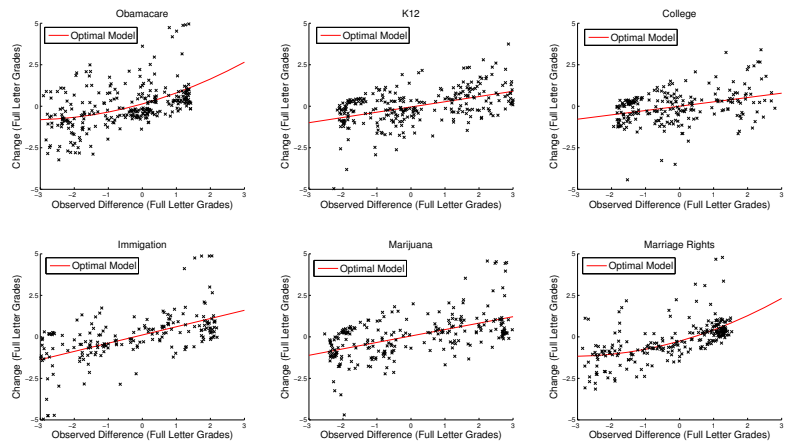 Obamacare
5
2.5
0
−2.5
−5
−3 −2 −1 0 1 2 3
Change (Full Letter Grades)
Observed Difference (Full Letter Grades)
Optimal Model
K12
5
2.5
0
−2.5
−5
−3 −2 −1 0 1 2 3
Change (Full Letter Grades)
Observed Difference (Full Letter Grades)
Optimal Model
College
5
2.5
0
−2.5
−5
−3 −2 −1 0 1 2 3
Change (Full Letter Grades)
Observed Difference (Full Letter Grades)
Optimal Model
Immigation
5
2.5
0
−2.5
−5
−3 −2 −1 0 1 2 3
Change (Full Letter Grades)
Observed Difference (Full Letter Grades)
Optimal Model
Marijuana
5
2.5
0
−2.5
−5
−3 −2 −1 0 1 2 3
Change (Full Letter Grades)
Observed Difference (Full Letter Grades)
Optimal Model
Marriage Rights
5
2.5
0
−2.5
−5
−3 −2 −1 0 1 2 3
Change (Full Letter Grades)
Observed Difference (Full Letter Grades)
Optimal Model